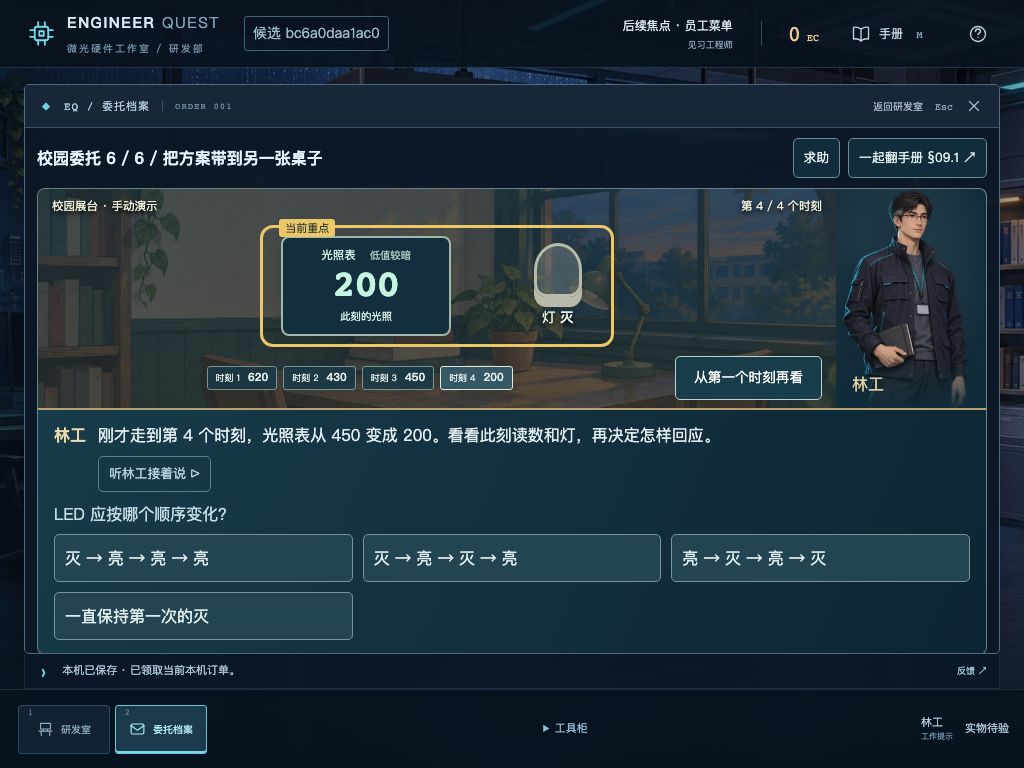 ENGINEER QUEST
微光硬件工作室 / 研发部
候选 bc6a0daa1ac0
后续焦点 · 员工菜单
见习工程师
0 EC
手册 M
EQ / 委托档案
ORDER 001
返回研发室 Esc
校园委托 6 / 6 / 把方案带到另一张桌子
求助
一起翻手册 §09.1 ↗
校园展台 · 手动演示
第 4 / 4 个时刻
当前重点
光照表 低值较暗
200
此刻的光照
灯 灭
时刻 1 620
时刻 2 430
时刻 3 450
时刻 4 200
从第一个时刻再看
林工
林工 刚才走到第 4 个时刻，光照表从 450 变成 200。看看此刻读数和灯，再决定怎样回应。
听林工接着说
LED 应按哪个顺序变化?
灭 → 亮 → 亮 → 亮
灭 → 亮 → 灭 → 亮
亮 → 灭 → 亮 → 灭
一直保持第一次的灭
本机已保存 · 已领取当前本机订单。
反馈 ↗
1 研发室
2 委托档案
工具柜
林工
工作提示
实物待验